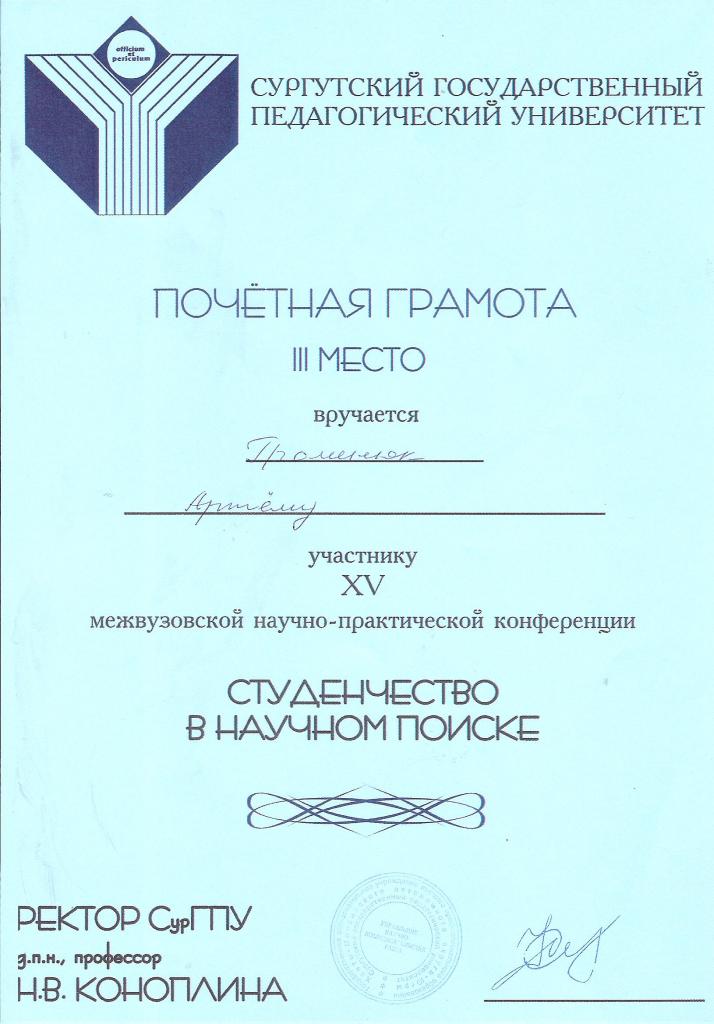 officium
et
periculum
СУРГУТСКИЙ ГОСУДАРСТВЕННЫЙ
ПЕДАГОГИЧЕСКИЙ УНИВЕРСИТЕТ
ПОЧЁТНАЯ ГРАМОТА
III МЕСТО
вручается
Артёму
участнику
XV
межвузовской научно-практической конференции
СТУДЕНЧЕСТВО
В НАУЧНОМ ПОИСКЕ
РЕКТОР СурГПУ
д.п.н., профессор
Н.В. КОНОПЛИНА